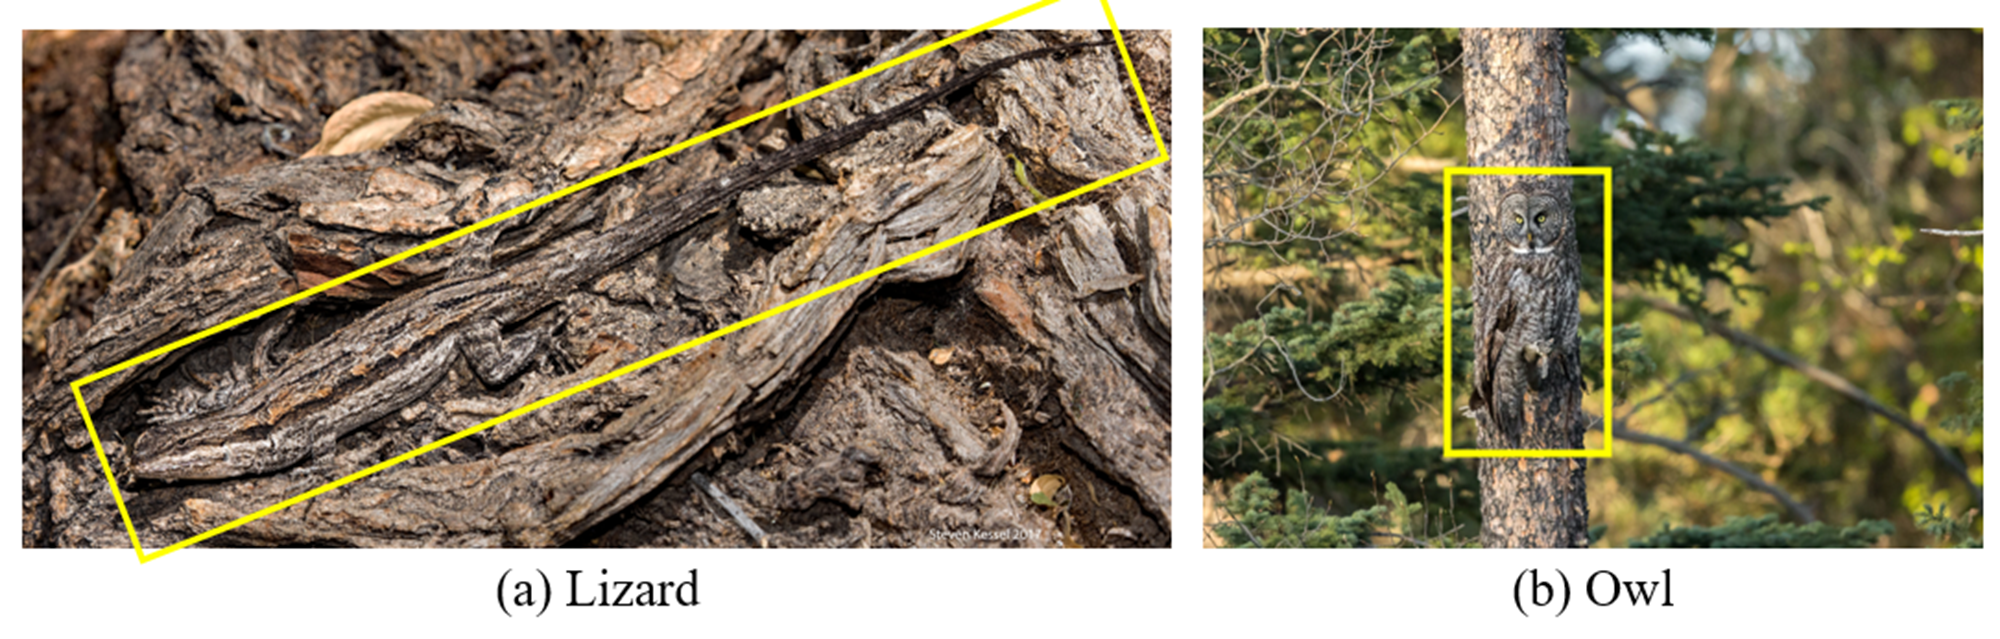 Steven Kessel 2017
(a) Lizard
(b) Owl